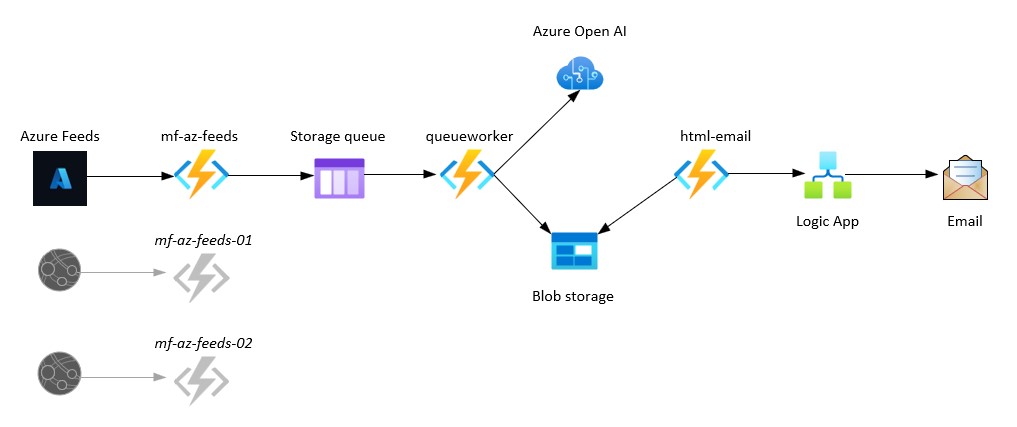 Azure Open AI
Azure Feeds
mf-az-feeds
Storage queue
queueworker
html-email
Logic App
Email
mf-az-feeds-01
Blob storage
mf-az-feeds-02